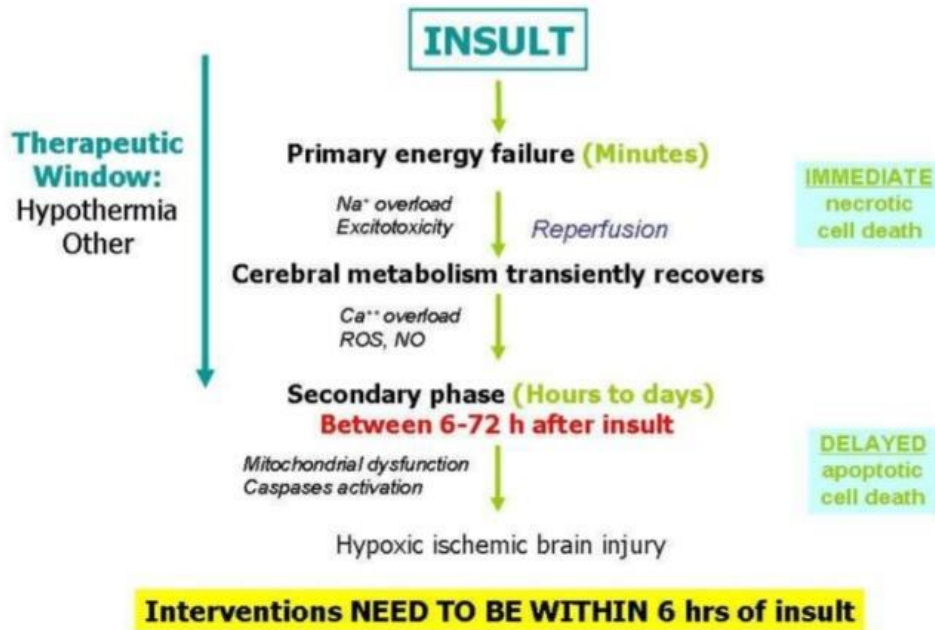 INSULT
Primary energy failure (Minutes)
Therapeutic
Window:
Hypothermia
Other
IMMEDIATE
necrotic
cell death
Na⁺ overload
Excitotoxicity
Reperfusion
Cerebral metabolism transiently recovers
Ca⁺⁺ overload
ROS, NO
Secondary phase (Hours to days)
Between 6-72 h after insult
Mitochondrial dysfunction
Caspases activation
DELAYED
apoptotic
cell death
Hypoxic ischemic brain injury
Interventions NEED TO BE WITHIN 6 hrs of insult